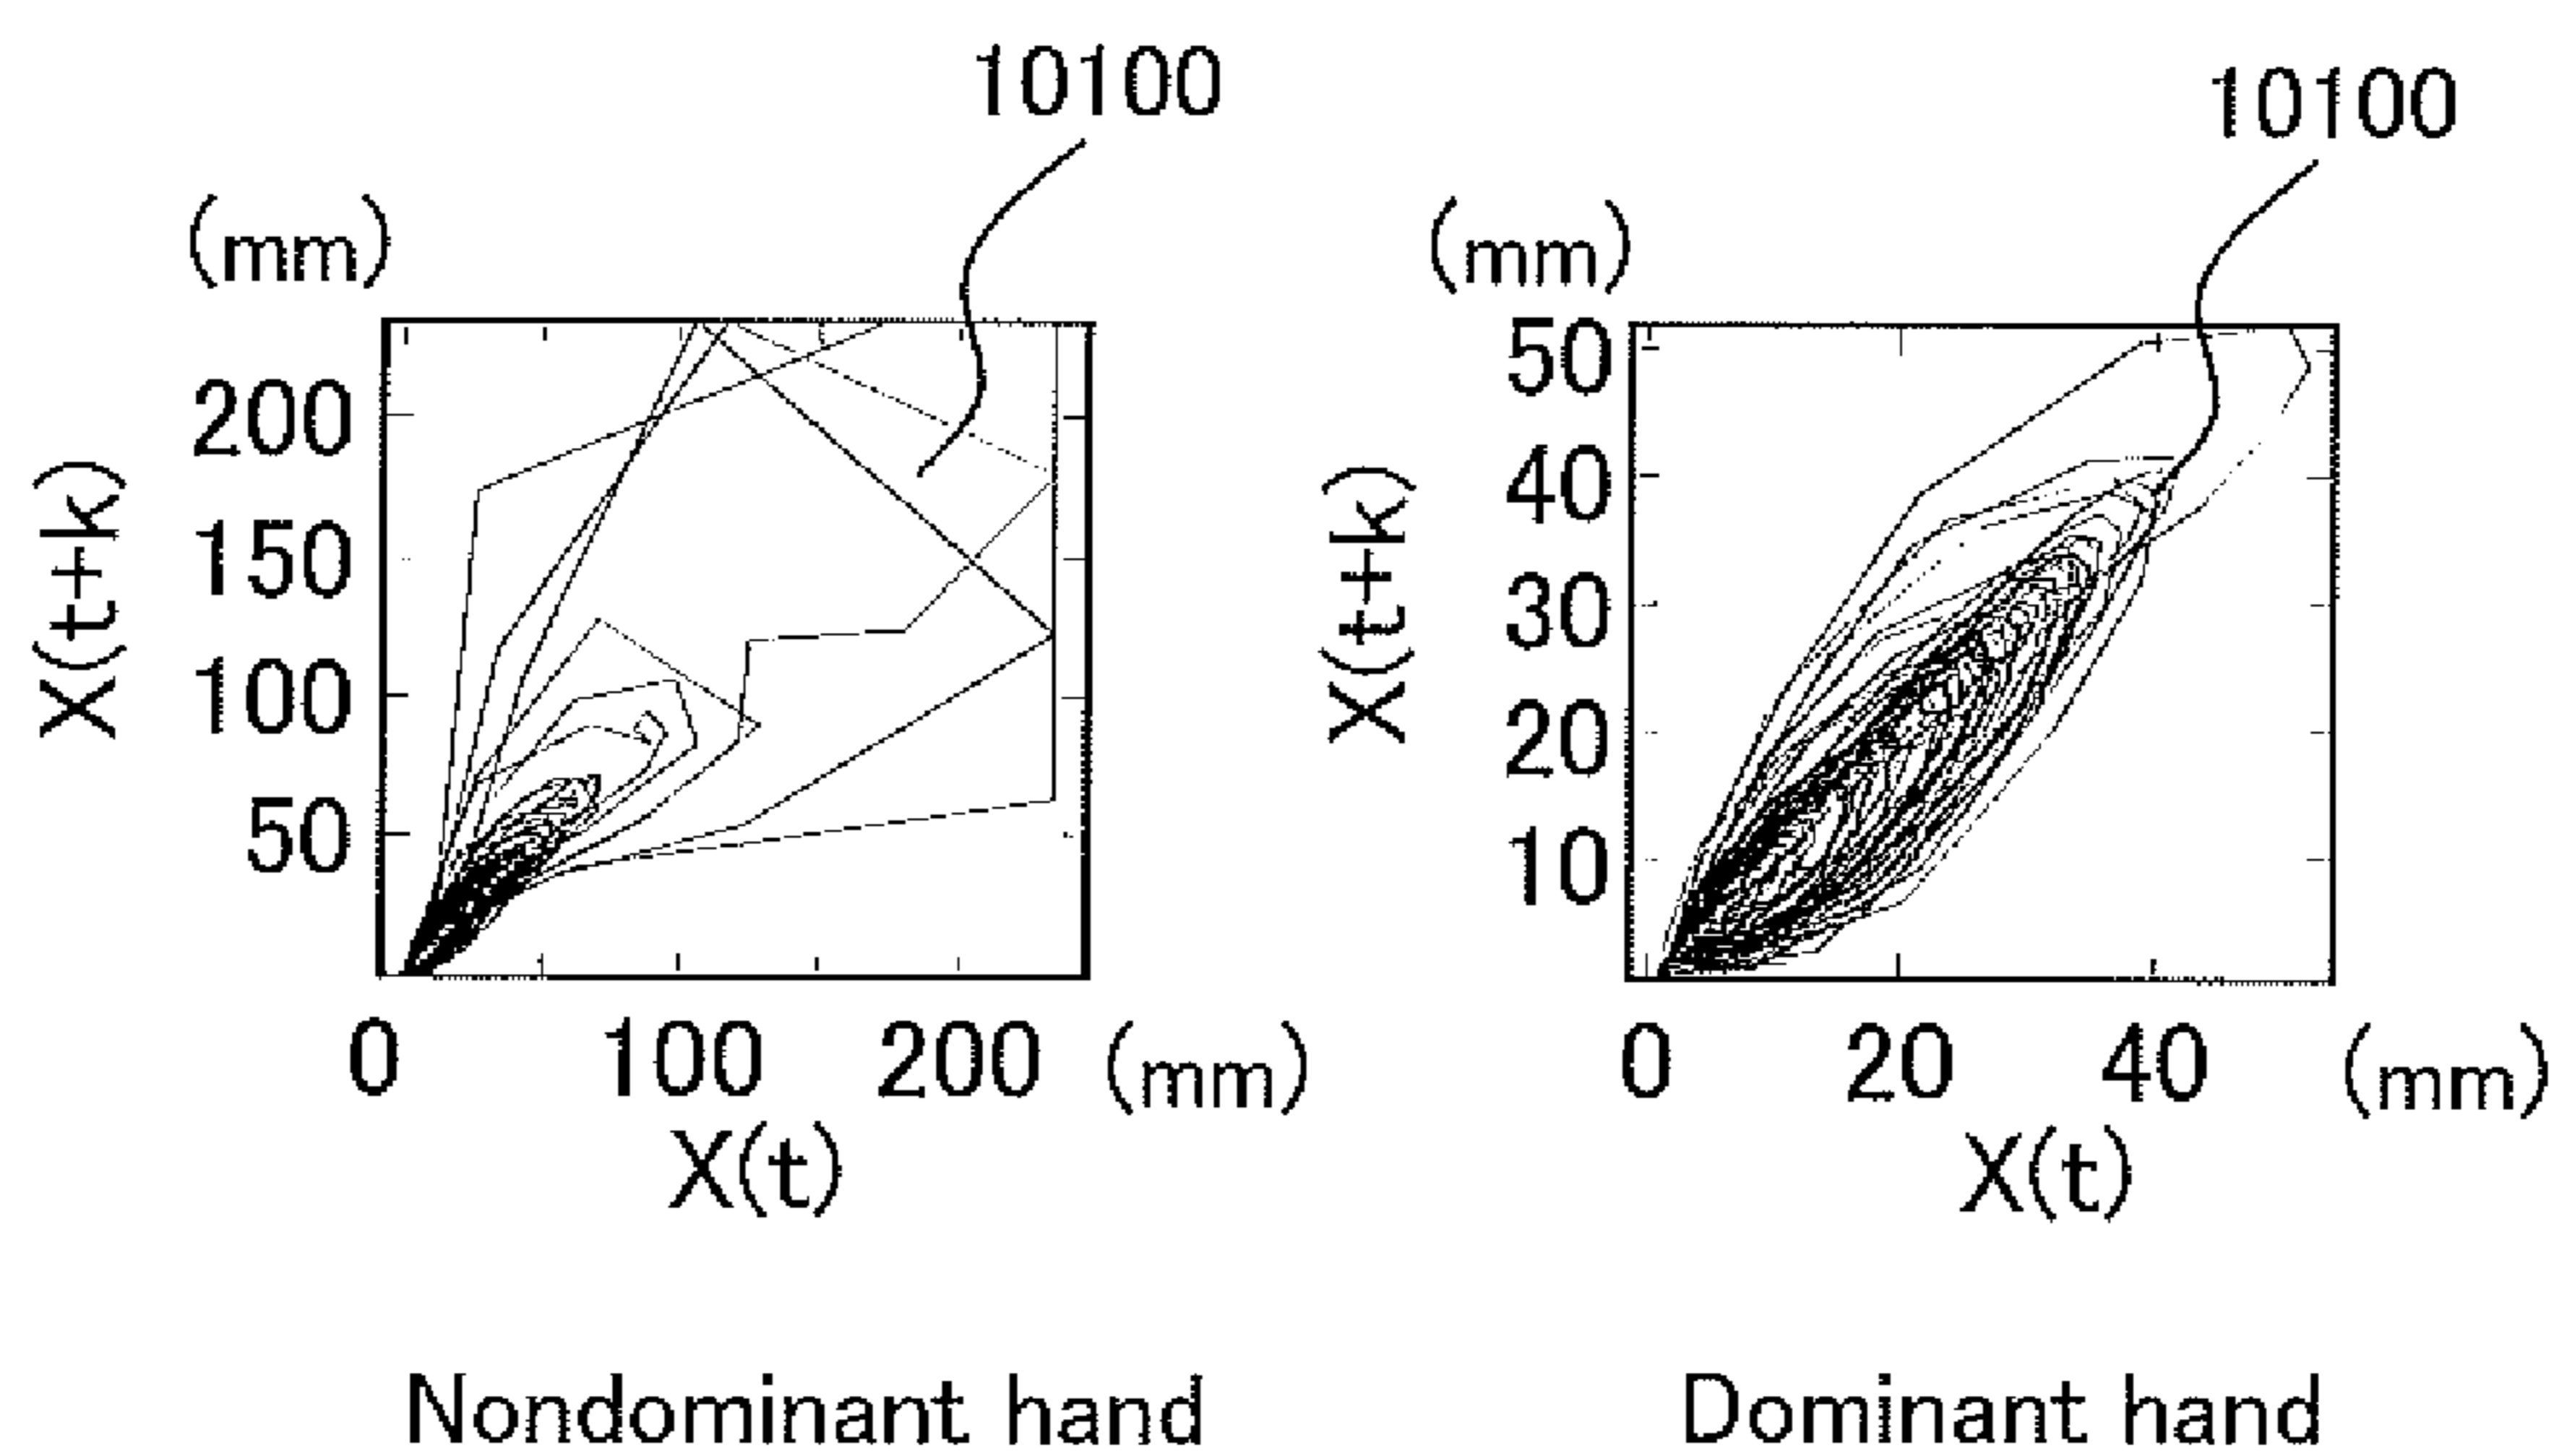 10100
(mm)
200
150
100
50
X(t+k)
0 100 200 (mm)
X(t)
Nondominant hand
10100
(mm)
50
40
30
20
10
X(t+k)
0 20 40 (mm)
X(t)
Dominant hand